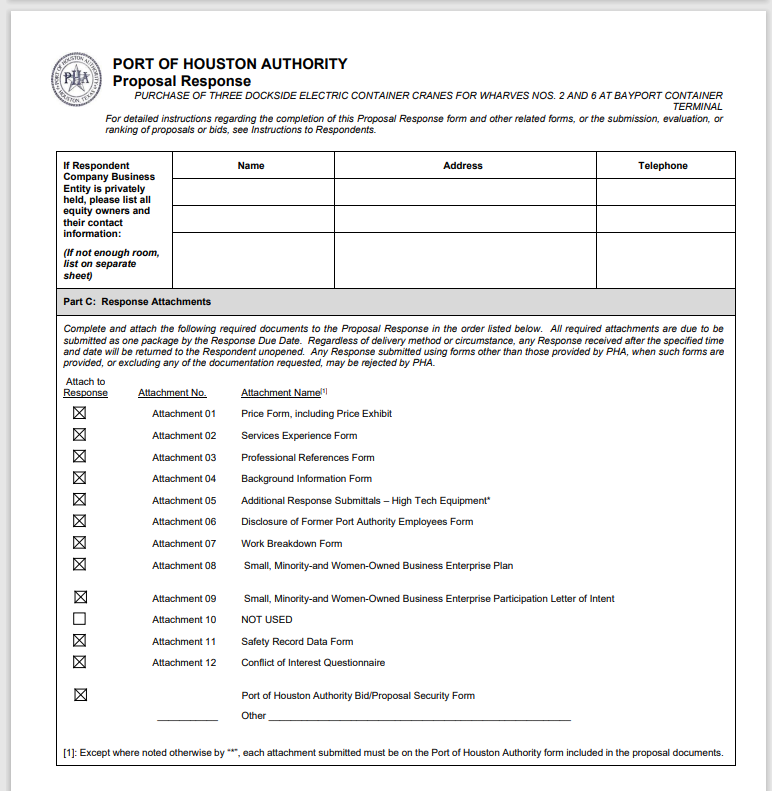 PORT OF HOUSTON AUTHORITY
Proposal Response
PURCHASE OF THREE DOCKSIDE ELECTRIC CONTAINER CRANES FOR WHARVES NOS. 2 AND 6 AT BAYPORT CONTAINER
TERMINAL
For detailed instructions regarding the completion of this Proposal Response form and other related forms, or the submission, evaluation, or
ranking of proposals or bids, see Instructions to Respondents.
If Respondent
Company Business
Entity is privately
held, please list all
equity owners and
their contact
information:
(If not enough room,
list on separate
sheet)
Name Address Telephone
Part C: Response Attachments
Complete and attach the following required documents to the Proposal Response in the order listed below. All required attachments are due to be
submitted as one package by the Response Due Date. Regardless of delivery method or circumstance, any Response received after the specified time
and date will be returned to the Respondent unopened. Any Response submitted using forms other than those provided by PHA, when such forms are
provided, or excluding any of the documentation requested, may be rejected by PHA.
Attach to
Response Attachment No. Attachment Name[1]
☒ Attachment 01 Price Form, including Price Exhibit
☒ Attachment 02 Services Experience Form
☒ Attachment 03 Professional References Form
☒ Attachment 04 Background Information Form
☒ Attachment 05 Additional Response Submittals – High Tech Equipment*
☒ Attachment 06 Disclosure of Former Port Authority Employees Form
☒ Attachment 07 Work Breakdown Form
☒ Attachment 08 Small, Minority-and Women-Owned Business Enterprise Plan
☒ Attachment 09 Small, Minority-and Women-Owned Business Enterprise Participation Letter of Intent
☐ Attachment 10 NOT USED
☒ Attachment 11 Safety Record Data Form
☒ Attachment 12 Conflict of Interest Questionnaire
☒ Port of Houston Authority Bid/Proposal Security Form
___________ Other ______________________________________________________
[1]: Except where noted otherwise by “*”, each attachment submitted must be on the Port of Houston Authority form included in the proposal documents.